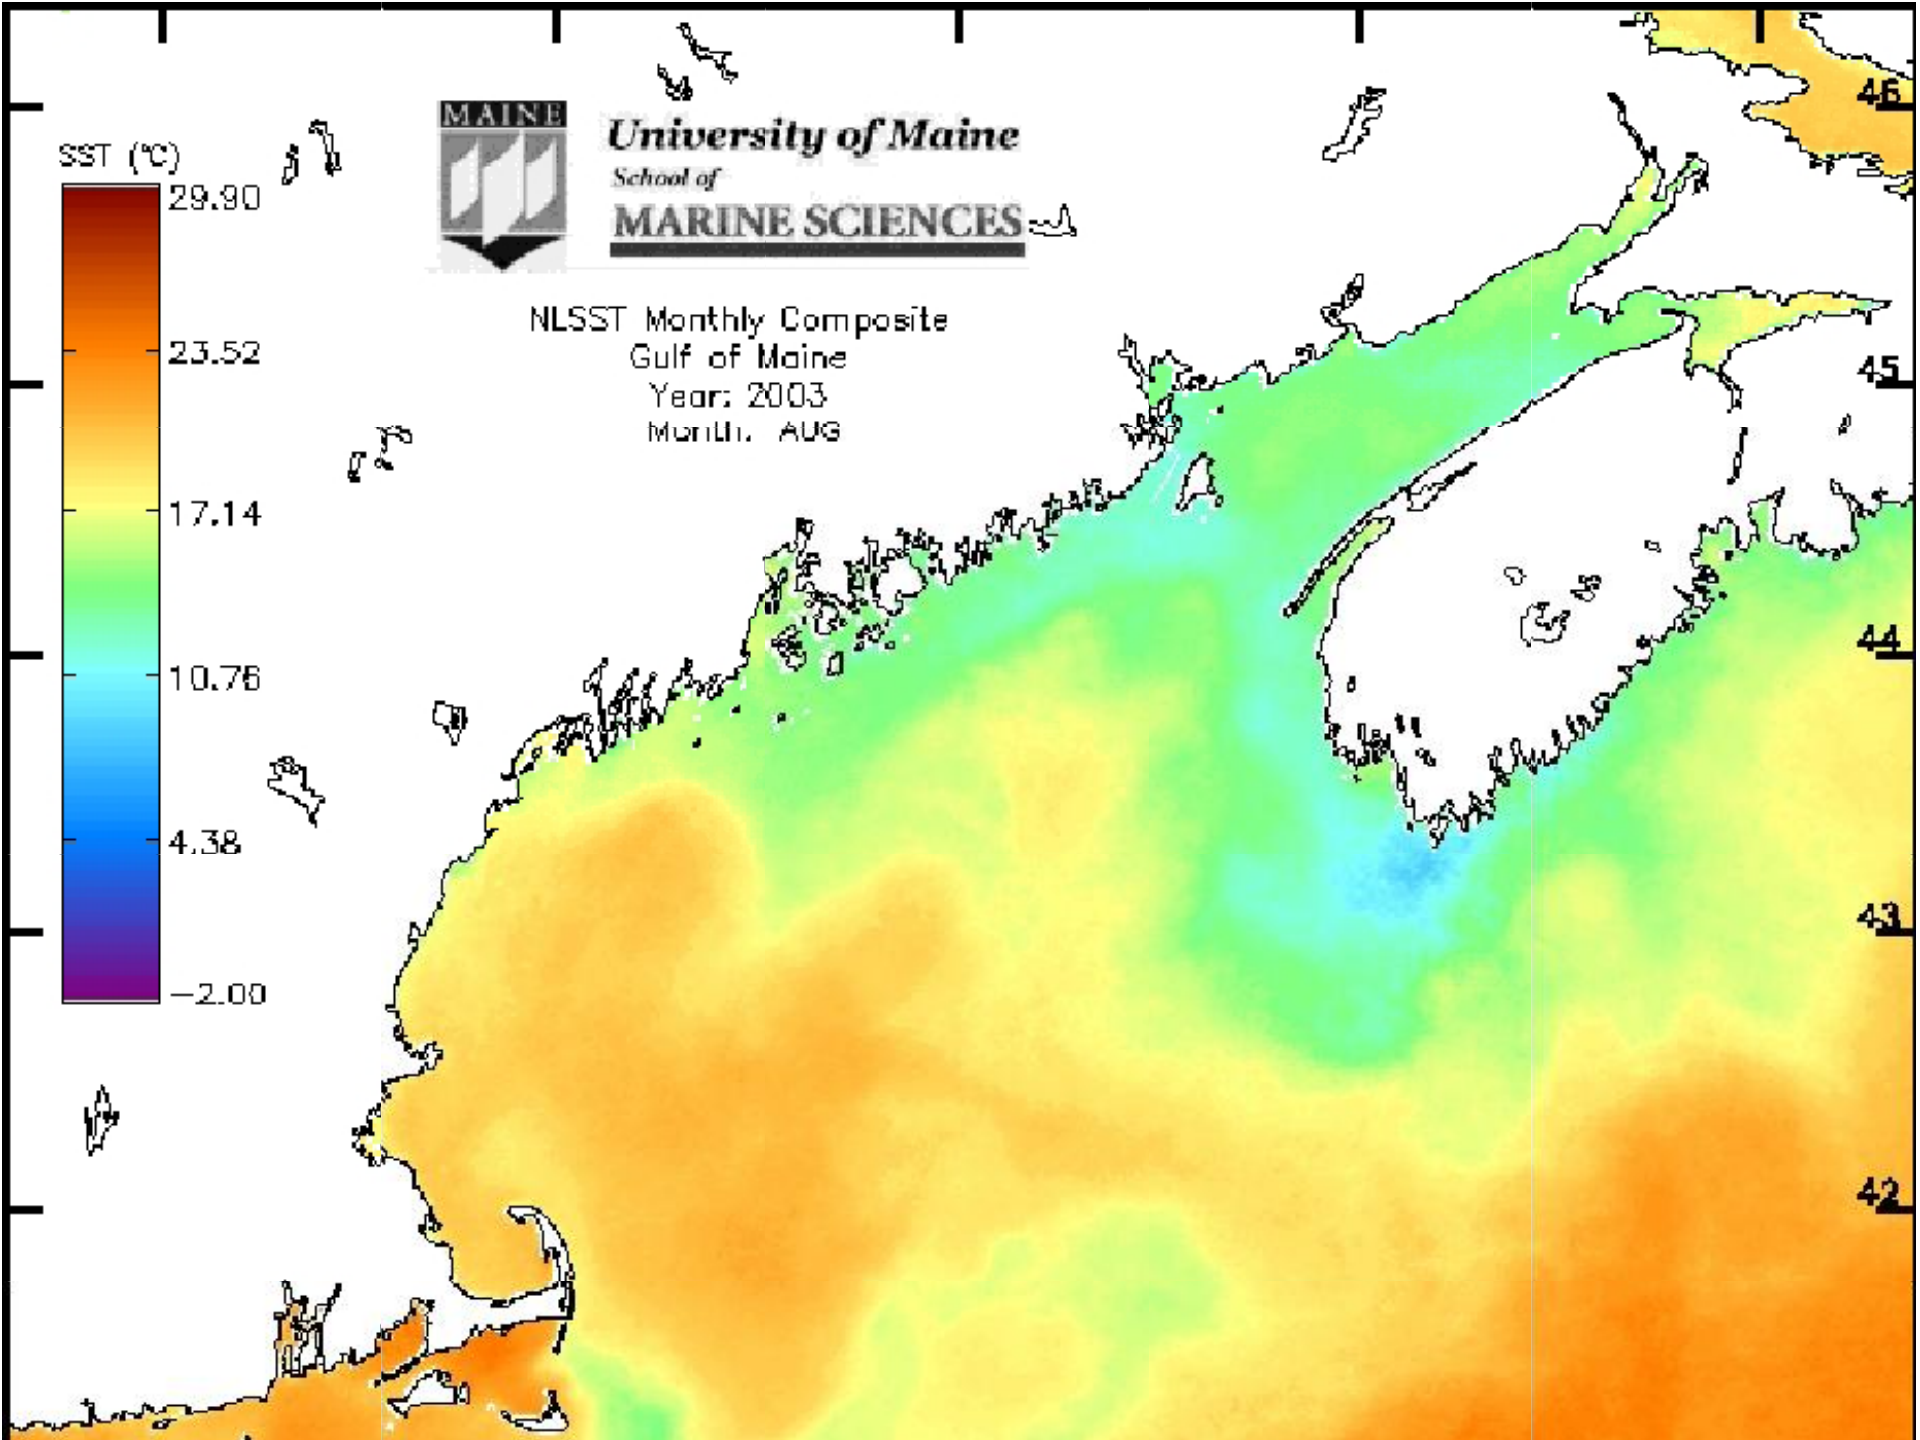 MAINE
University of Maine
School of
MARINE SCIENCES
NLSST Monthly Composite
Gulf of Maine
Year: 2003
Month: AUG
SST (°C)
29.90
23.52
17.14
10.76
4.38
−2.00
46
45
44
43
42